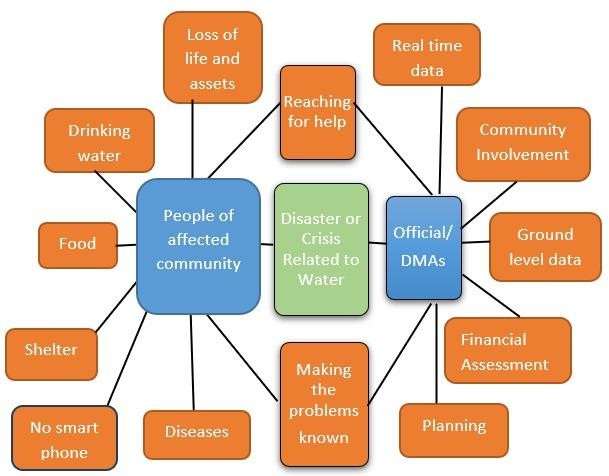 Loss of
life and
assets
Real time
data
Reaching
for help
Drinking
water
Community
Involvement
People of
affected
community
Disaster or
Crisis
Related to
Water
Official/
DMAs
Food
Ground
level data
Shelter
Financial
Assessment
Making
the
problems
known
No smart
phone
Diseases
Planning